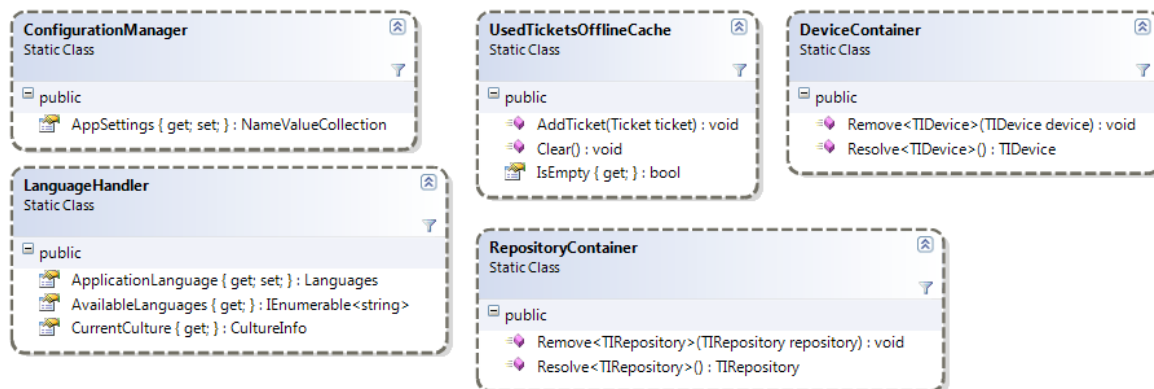 ConfigurationManager
Static Class
public
AppSettings { get; set; } : NameValueCollection
LanguageHandler
Static Class
public
ApplicationLanguage { get; set; } : Languages
AvailableLanguages { get; } : IEnumerable<string>
CurrentCulture { get; } : CultureInfo
UsedTicketsOfflineCache
Static Class
public
AddTicket(Ticket ticket) : void
Clear() : void
IsEmpty { get; } : bool
DeviceContainer
Static Class
public
Remove<TIDevice>(TIDevice device) : void
Resolve<TIDevice>() : TIDevice
RepositoryContainer
Static Class
public
Remove<TIRepository>(TIRepository repository) : void
Resolve<TIRepository>() : TIRepository